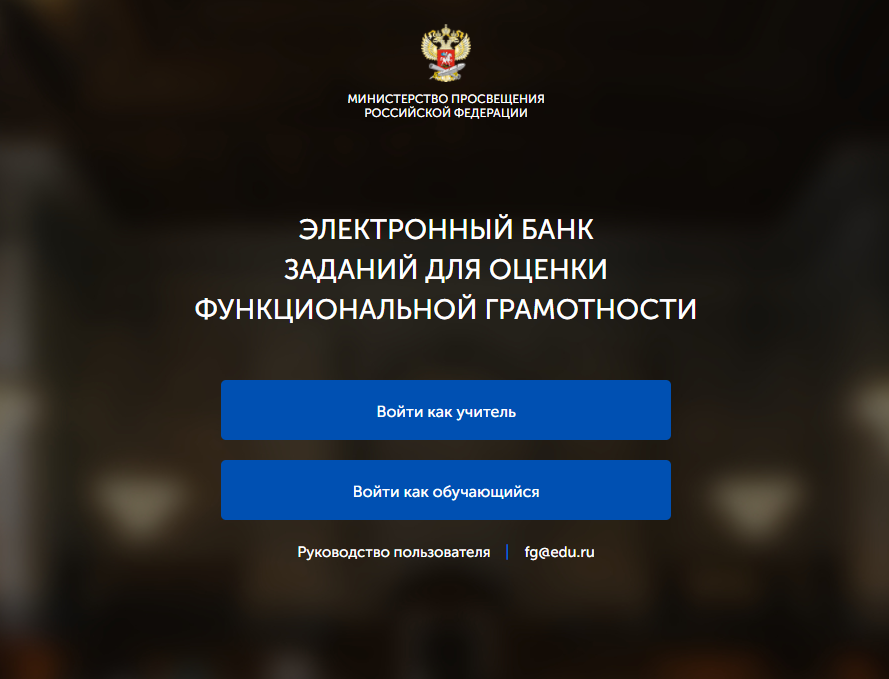 МИНИСТЕРСТВО ПРОСВЕЩЕНИЯ
РОССИЙСКОЙ ФЕДЕРАЦИИ
ЭЛЕКТРОННЫЙ БАНК
ЗАДАНИЙ ДЛЯ ОЦЕНКИ
ФУНКЦИОНАЛЬНОЙ ГРАМОТНОСТИ
Войти как учитель
Войти как обучающийся
Руководство пользователя | fg@edu.ru